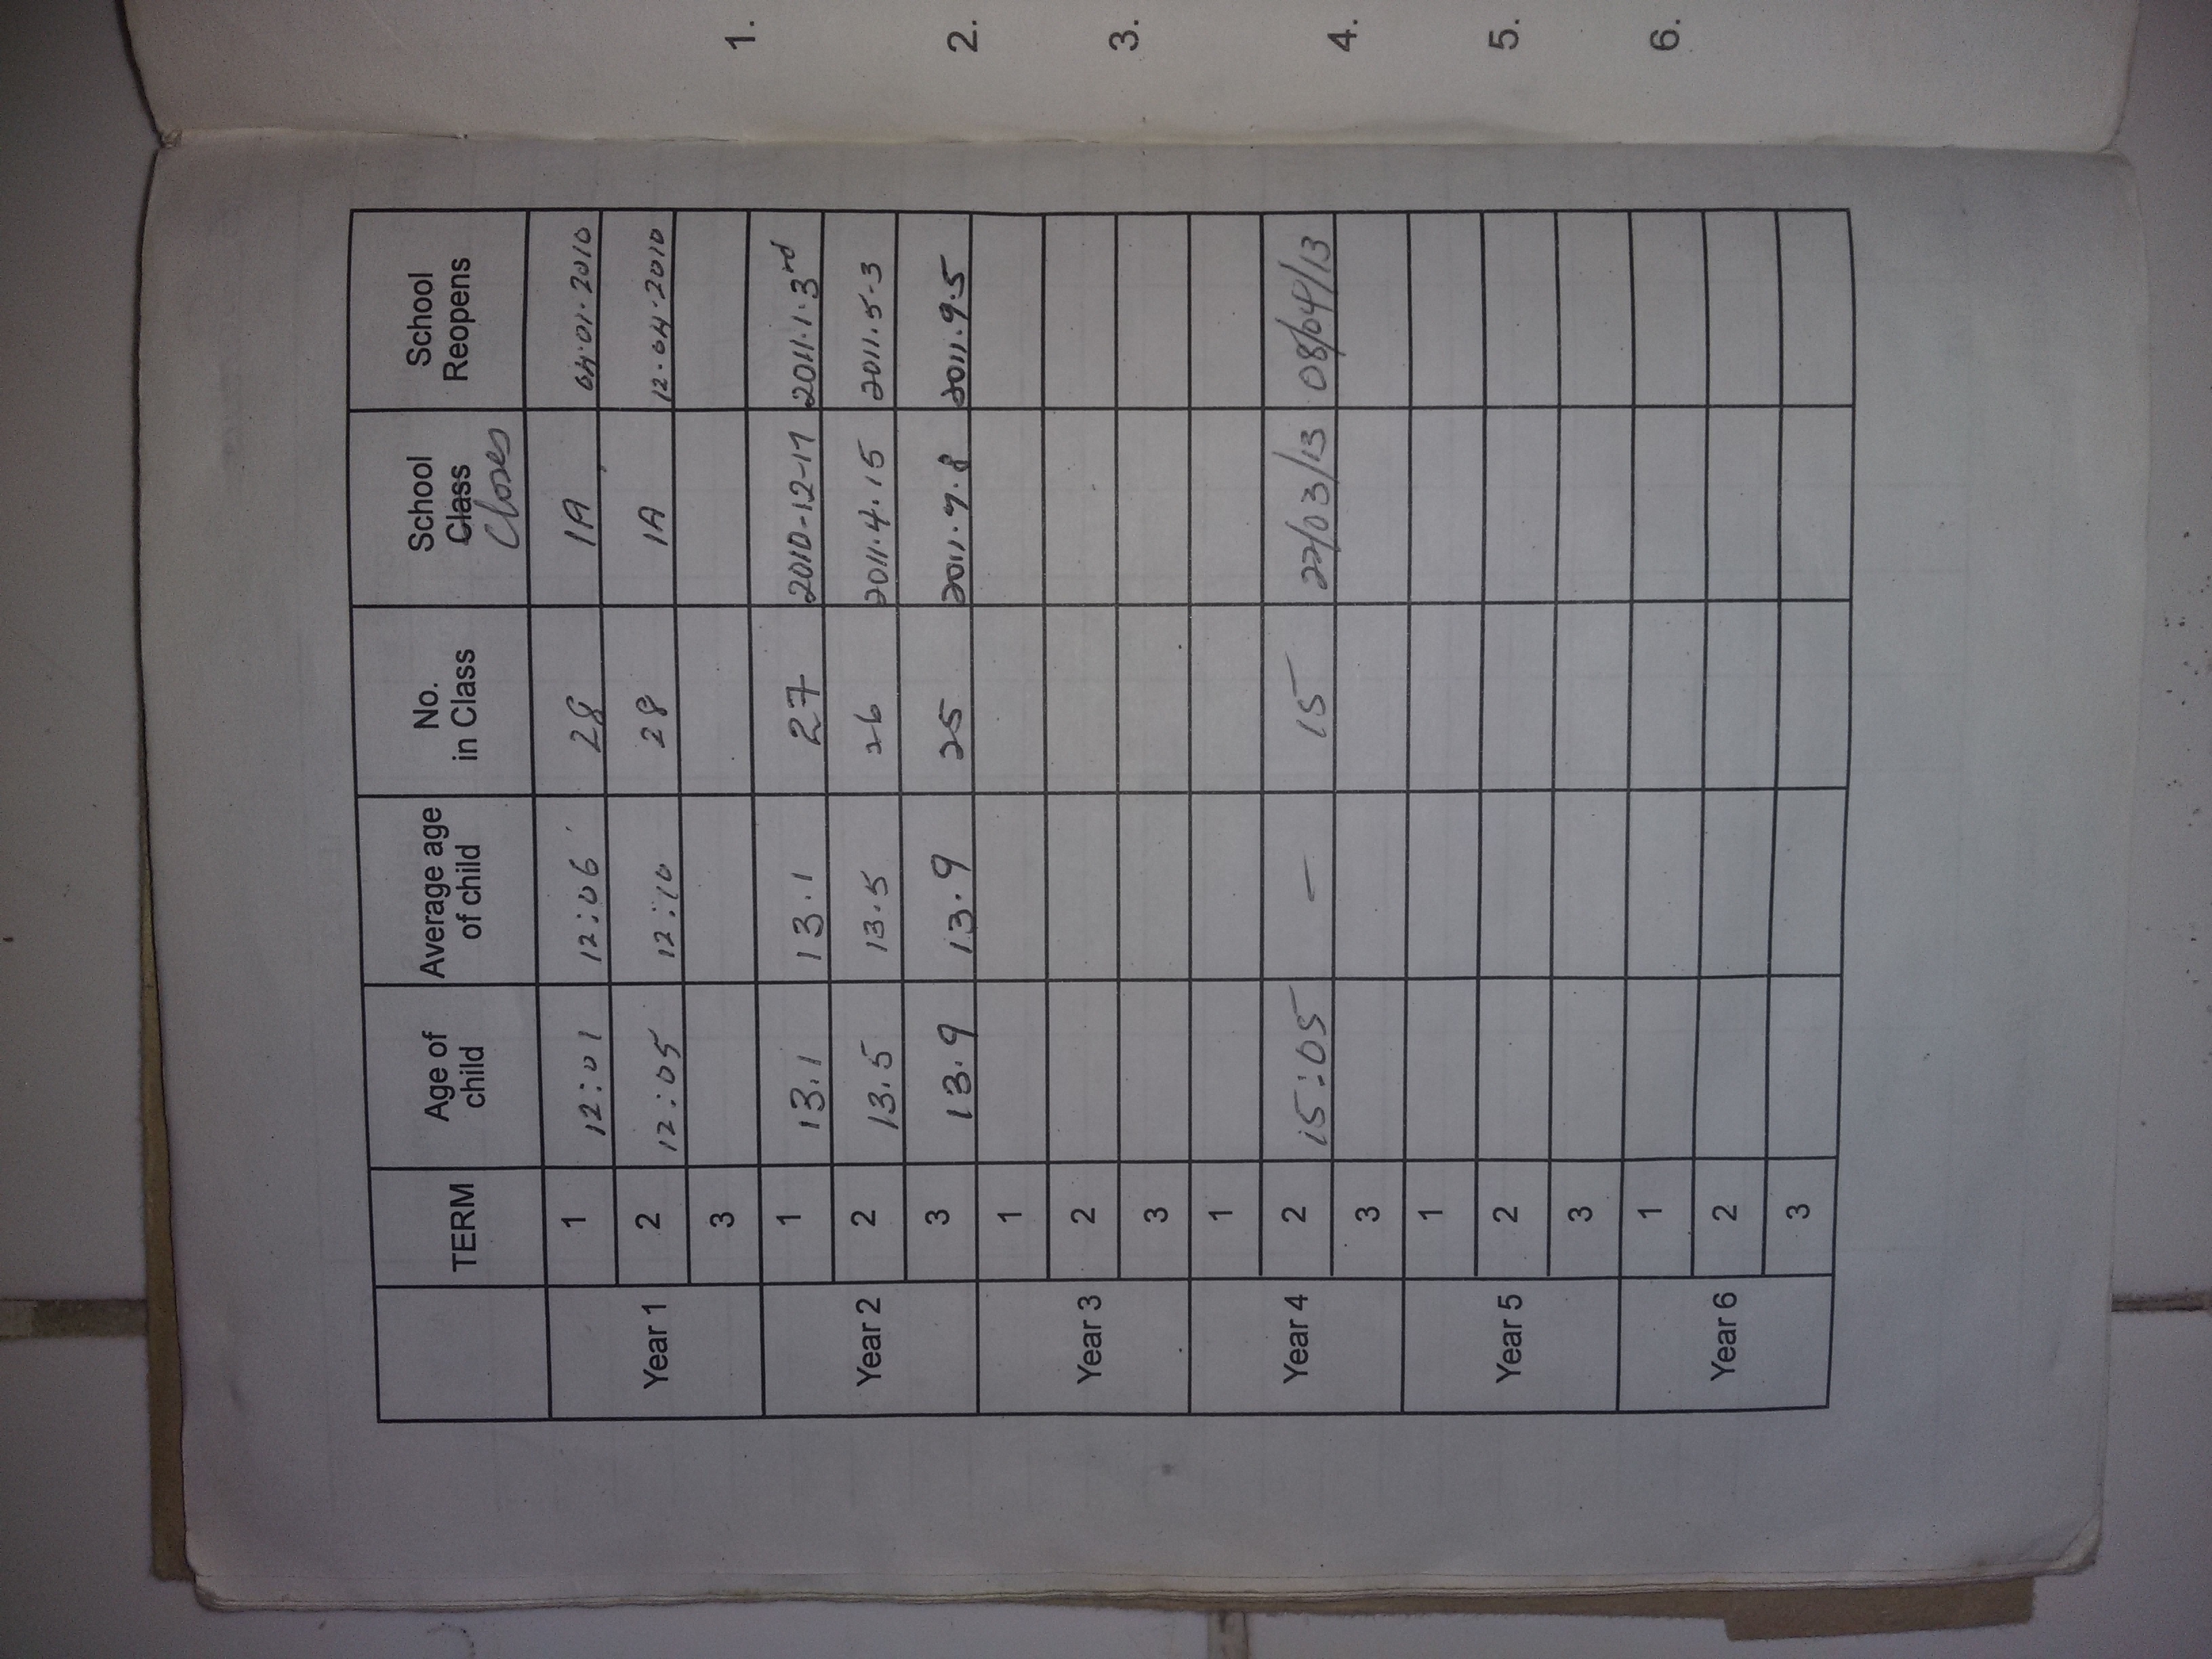 TERM Age of child Average age of child No. in Class School Class Closes School Reopens
Year 1
1 12:01 12:06 28 1A 04.01.2010
2 12:05 12:10 28 1A 12.04.2010
3
Year 2
1 13.1 13.1 27 2010-12-17 2011.1.3rd
2 13.5 13.5 26 2011.4.15 2011.5-3
3 13.9 13.9 25 2011.7.8 2011.9.5
Year 3
1
2
3
Year 4
1
2 15:05 - 15 22/03/13 08/04/13
3
Year 5
1
2
3
Year 6
1
2
3
1.
2.
3.
4.
5.
6.